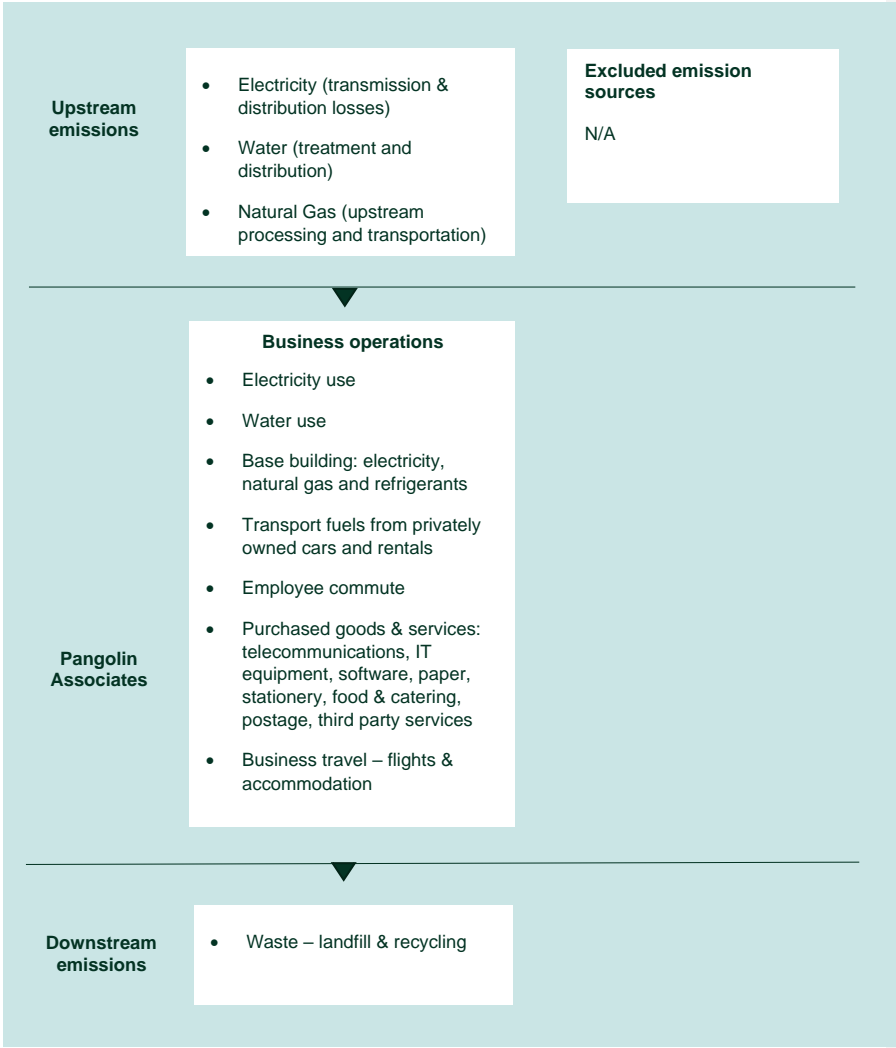 Upstream
emissions
• Electricity (transmission &
distribution losses)
• Water (treatment and
distribution)
• Natural Gas (upstream
processing and transportation)
Excluded emission
sources
N/A
Pangolin
Associates
Business operations
• Electricity use
• Water use
• Base building: electricity,
natural gas and refrigerants
• Transport fuels from privately
owned cars and rentals
• Employee commute
• Purchased goods & services:
telecommunications, IT
equipment, software, paper,
stationery, food & catering,
postage, third party services
• Business travel – flights &
accommodation
Downstream
emissions
• Waste – landfill & recycling